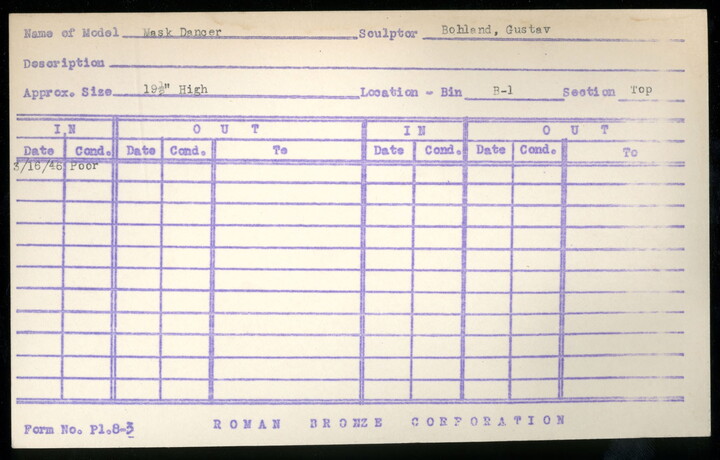 Name of Model Mask Dancer Sculptor Bohland, Gustav
Description
Approx. Size 19½" High Location - Bin B-1 Section Top
IN OUT IN OUT
Date Cond. Date Cond. To Date Cond. Date Cond. To
3/16/46 Poor
Form No. Pl.8-3 ROMAN BRONZE CORPORATION